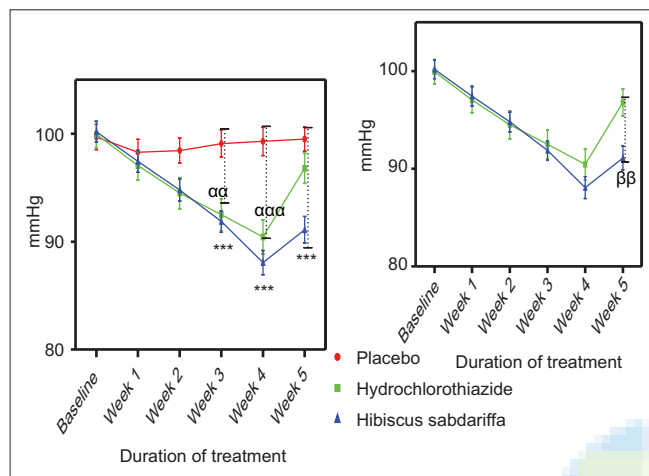 100
90
80
mmHg
αα
ααα
***
***
***
Baseline
Week 1
Week 2
Week 3
Week 4
Week 5
Duration of treatment
100
90
80
mmHg
ββ
Baseline
Week 1
Week 2
Week 3
Week 4
Week 5
Duration of treatment
Placebo
Hydrochlorothiazide
Hibiscus sabdariffa